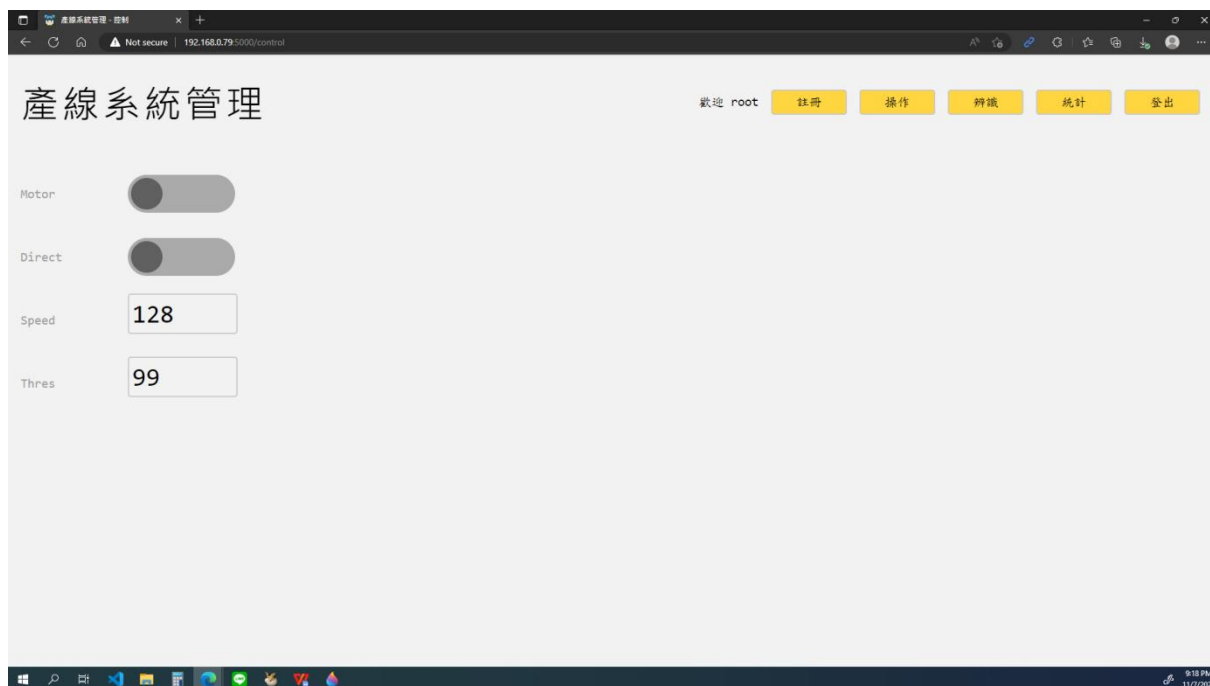 產線系統管理 - 控制
Not secure | 192.168.0.79:5000/control
產線系統管理
歡迎 root 註冊 操作 辨識 統計 登出
Motor
Direct
Speed 128
Thres 99
9:18 PM